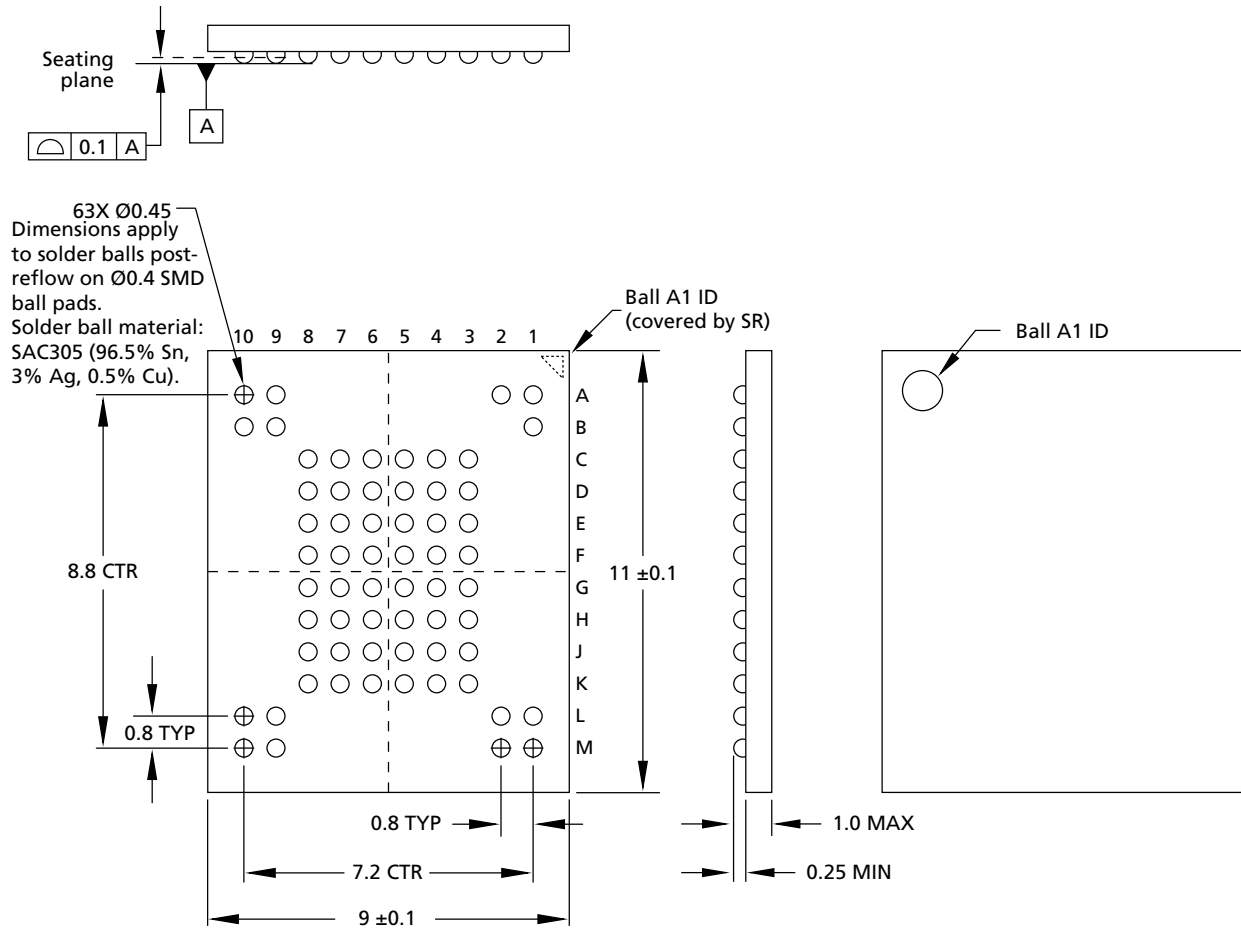 Seating
plane
A
0.1 A
63X Ø0.45
Dimensions apply
to solder balls post-
reflow on Ø0.4 SMD
ball pads.
Solder ball material:
SAC305 (96.5% Sn,
3% Ag, 0.5% Cu).
Ball A1 ID
(covered by SR)
Ball A1 ID
10 9 8 7 6 5 4 3 2 1
A
B
C
D
E
F
G
H
J
K
L
M
8.8 CTR
11 ±0.1
0.8 TYP
0.8 TYP
1.0 MAX
7.2 CTR
0.25 MIN
9 ±0.1